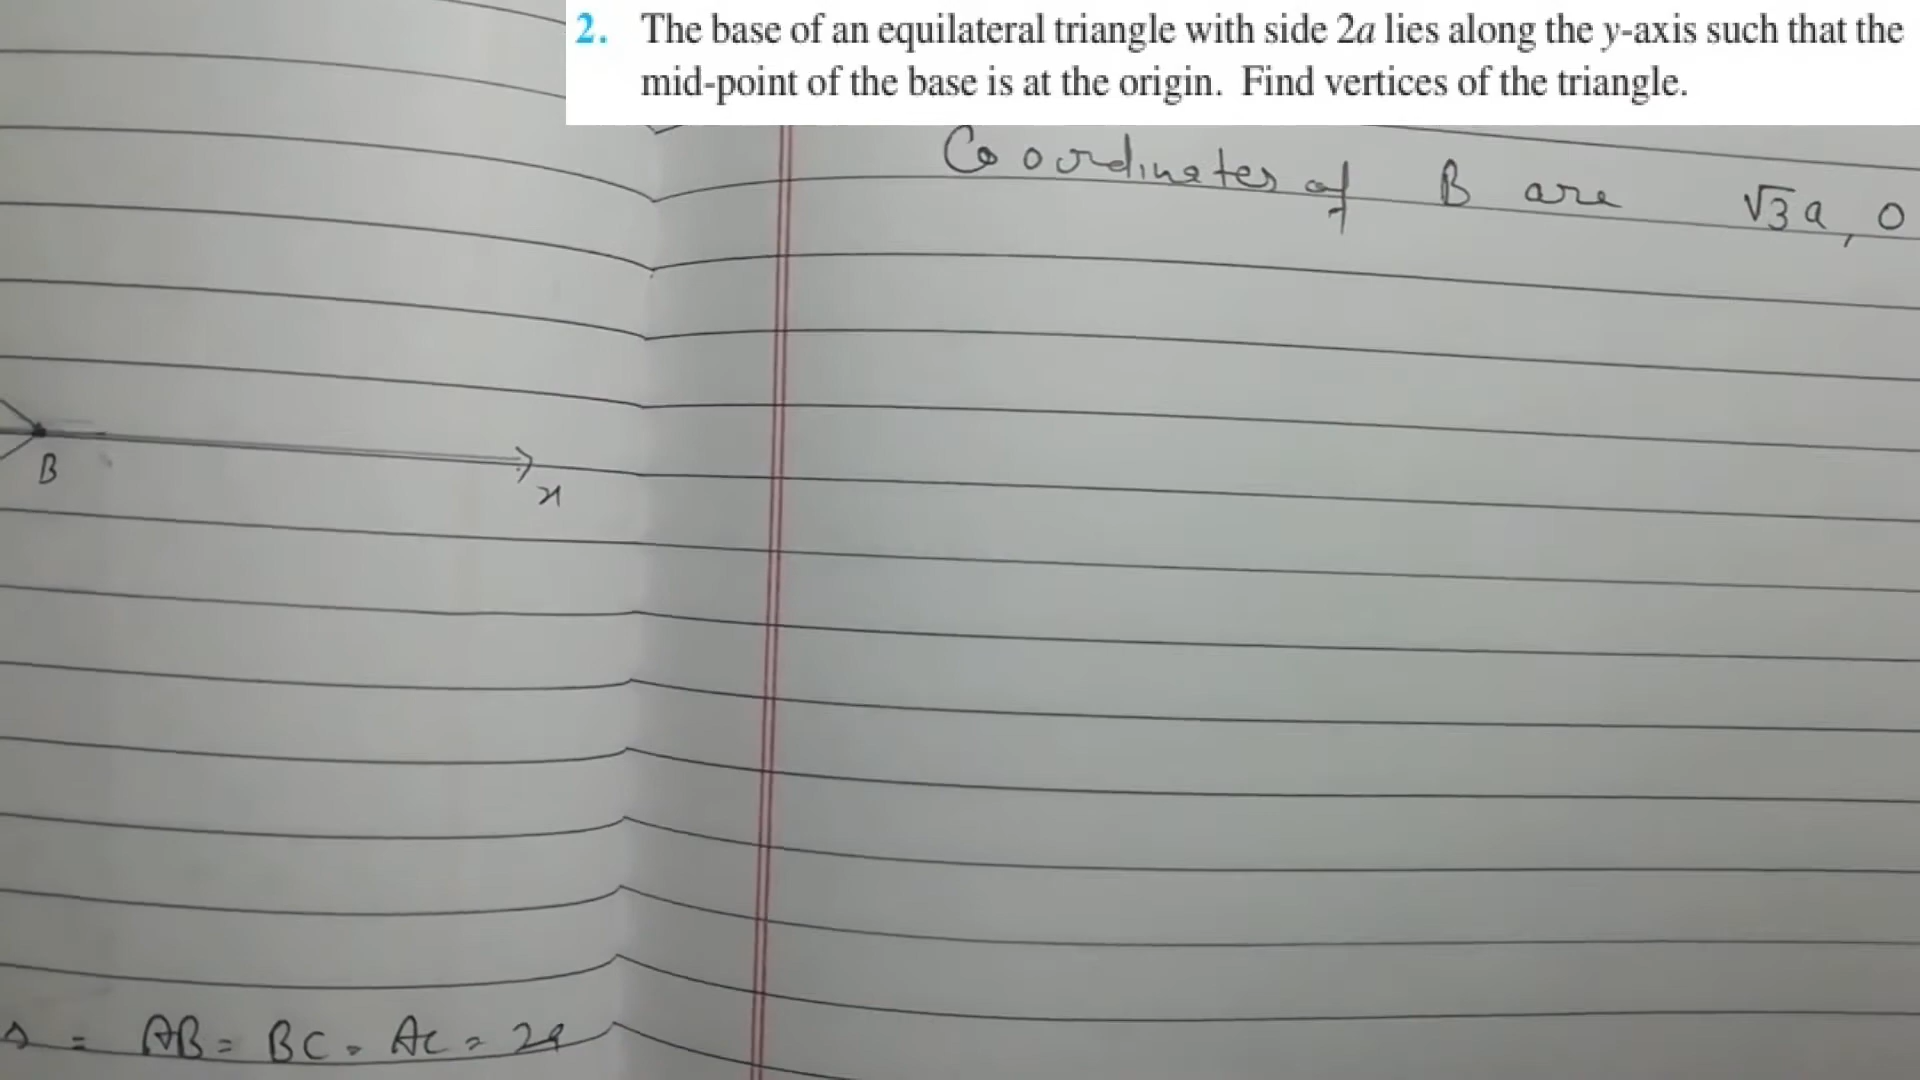 2. The base of an equilateral triangle with side 2a lies along the y-axis such that the
mid-point of the base is at the origin. Find vertices of the triangle.
Coordinates of B are √3a, 0
B
x
Δ = AB = BC = AC = 2a